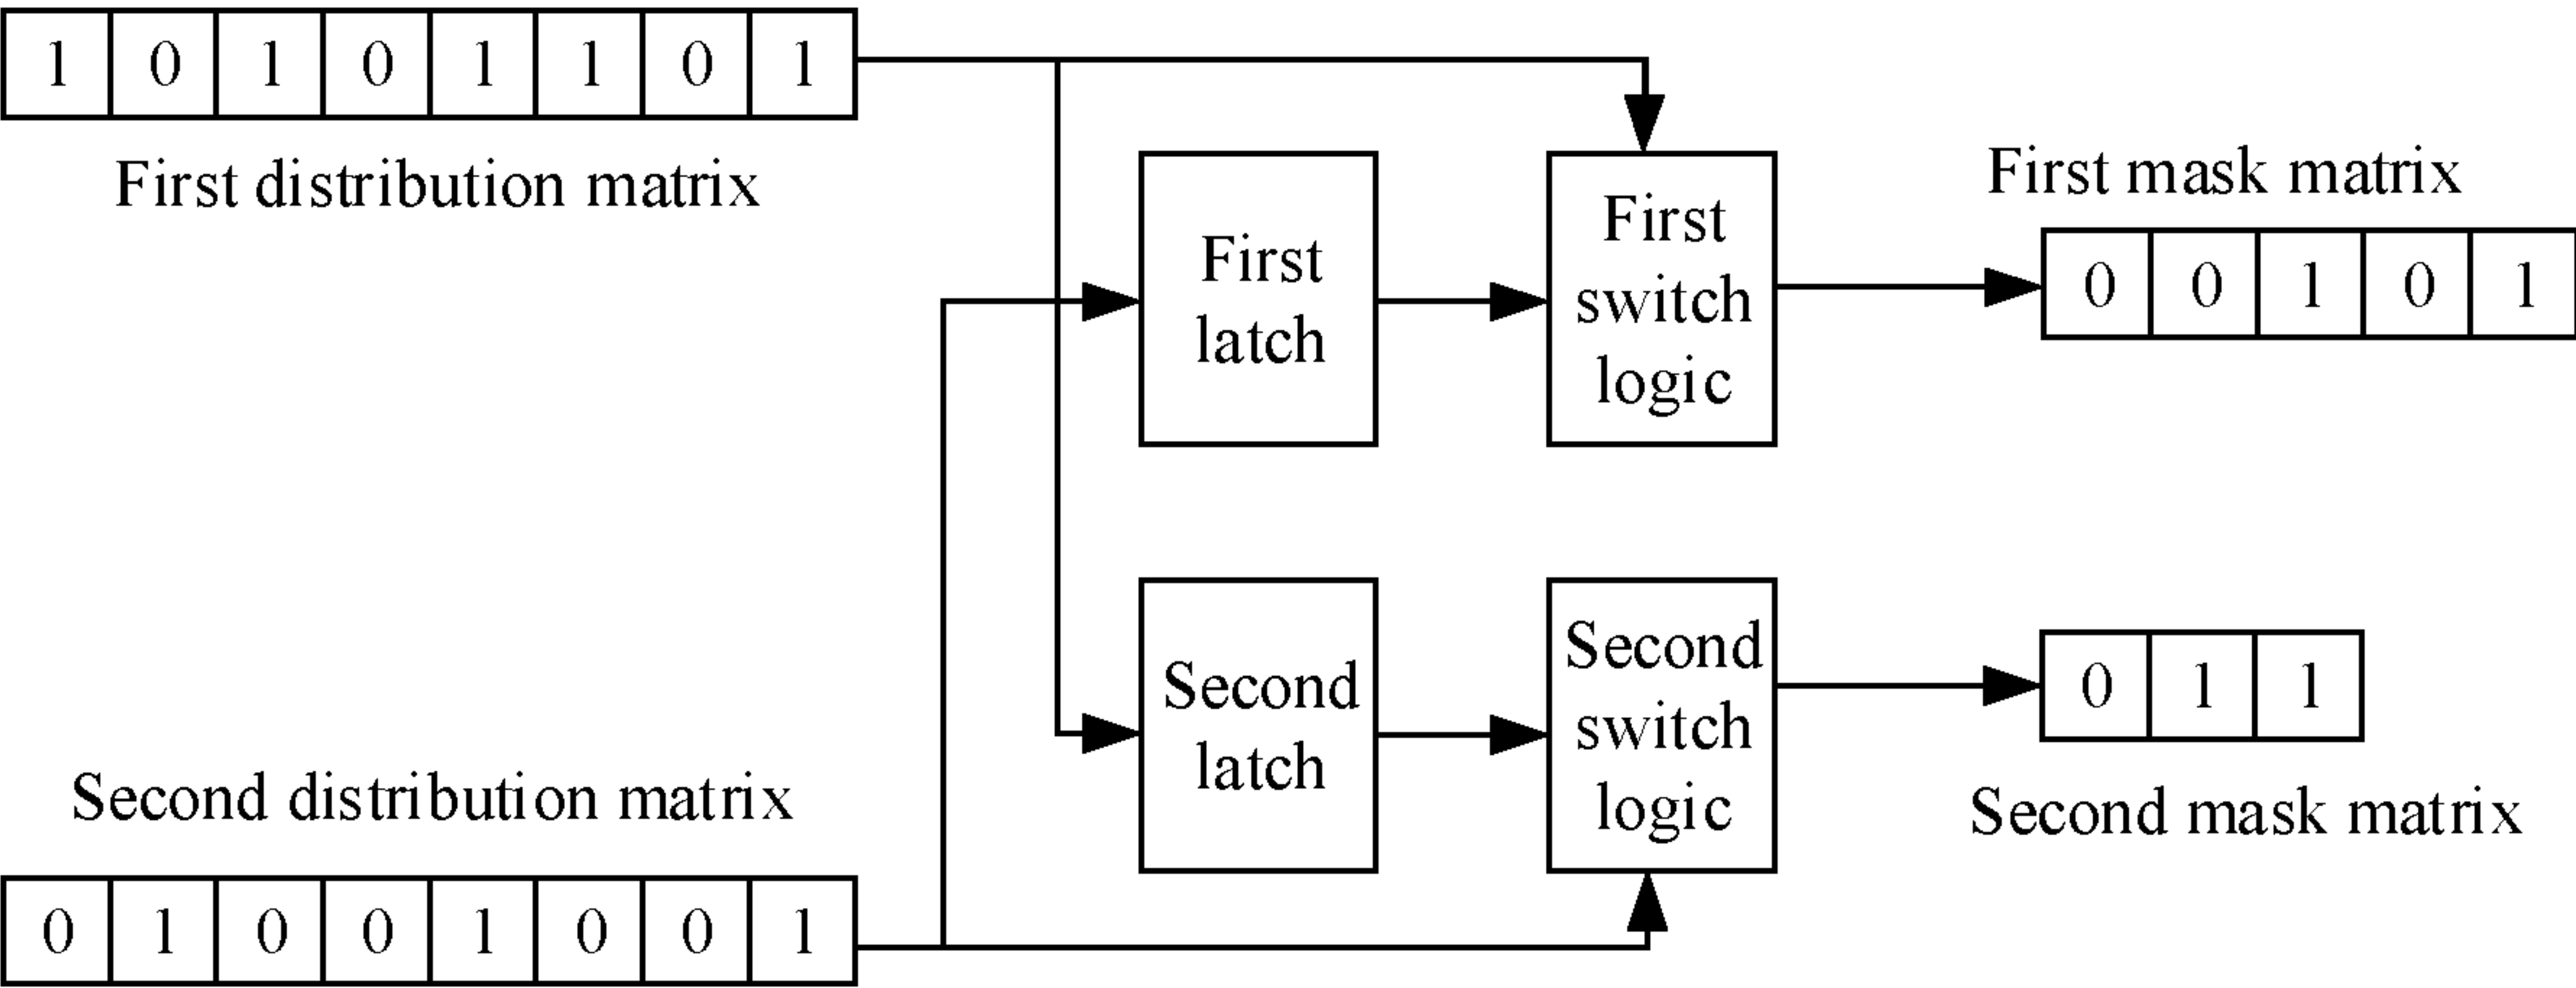 1 0 1 0 1 1 0 1
First distribution matrix
First
latch
First
switch
logic
First mask matrix
0 0 1 0 1
Second
latch
Second
switch
logic
0 1 1
Second mask matrix
Second distribution matrix
0 1 0 0 1 0 0 1